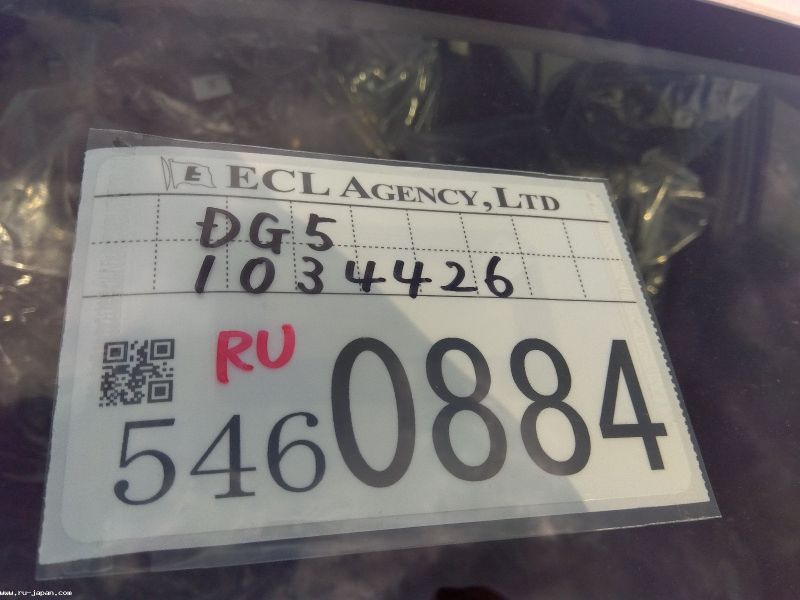 E ECL AGENCY,LTD
DG5
1034426
RU
5460884
www.ru-japan.com